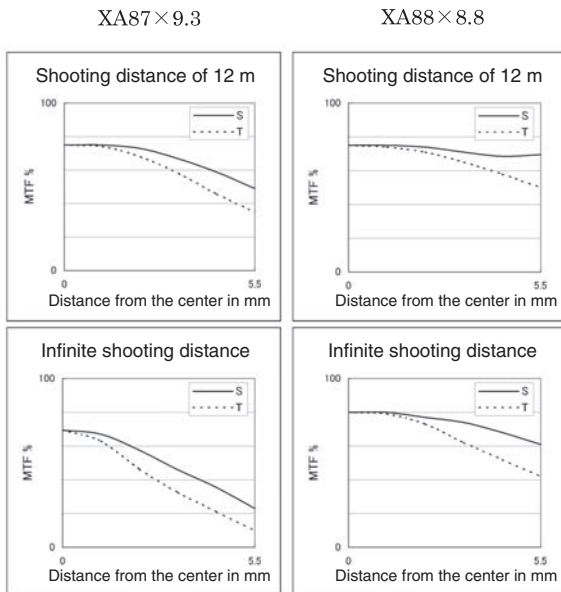 XA87×9.3
XA88×8.8
Shooting distance of 12 m
100
S
T
MTF %
0
0
5.5
Distance from the center in mm
Shooting distance of 12 m
100
S
T
MTF %
0
0
5.5
Distance from the center in mm
Infinite shooting distance
100
S
T
MTF %
0
0
5.5
Distance from the center in mm
Infinite shooting distance
100
S
T
MTF %
0
0
5.5
Distance from the center in mm